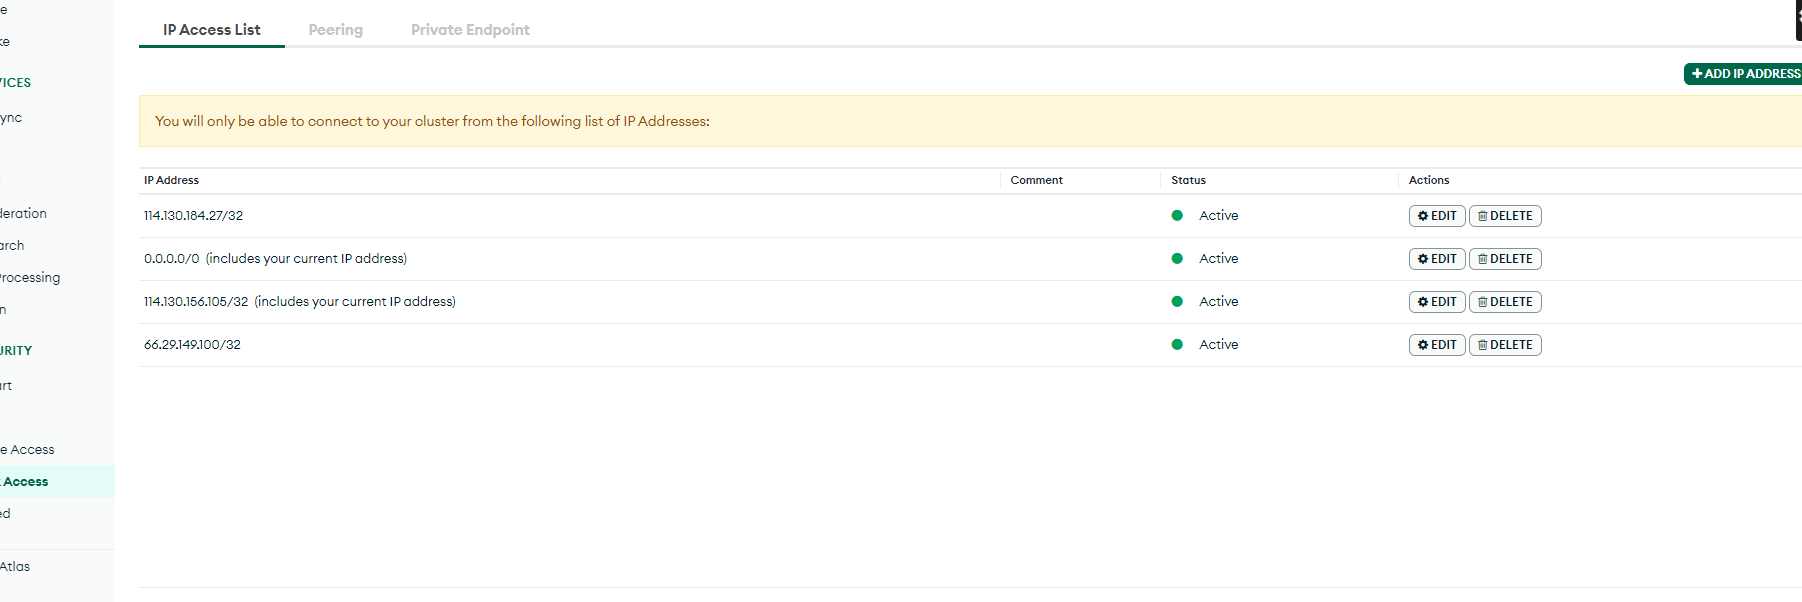 e
IP Access List Peering Private Endpoint
ke
VICES
+ ADD IP ADDRESS
ync
You will only be able to connect to your cluster from the following list of IP Addresses:
IP Address Comment Status Actions
deration
114.130.184.27/32 Active EDIT DELETE
arch
0.0.0.0/0 (includes your current IP address) Active EDIT DELETE
Processing
114.130.156.105/32 (includes your current IP address) Active EDIT DELETE
n
URITY
66.29.149.100/32 Active EDIT DELETE
art
e Access
Access
ed
Atlas